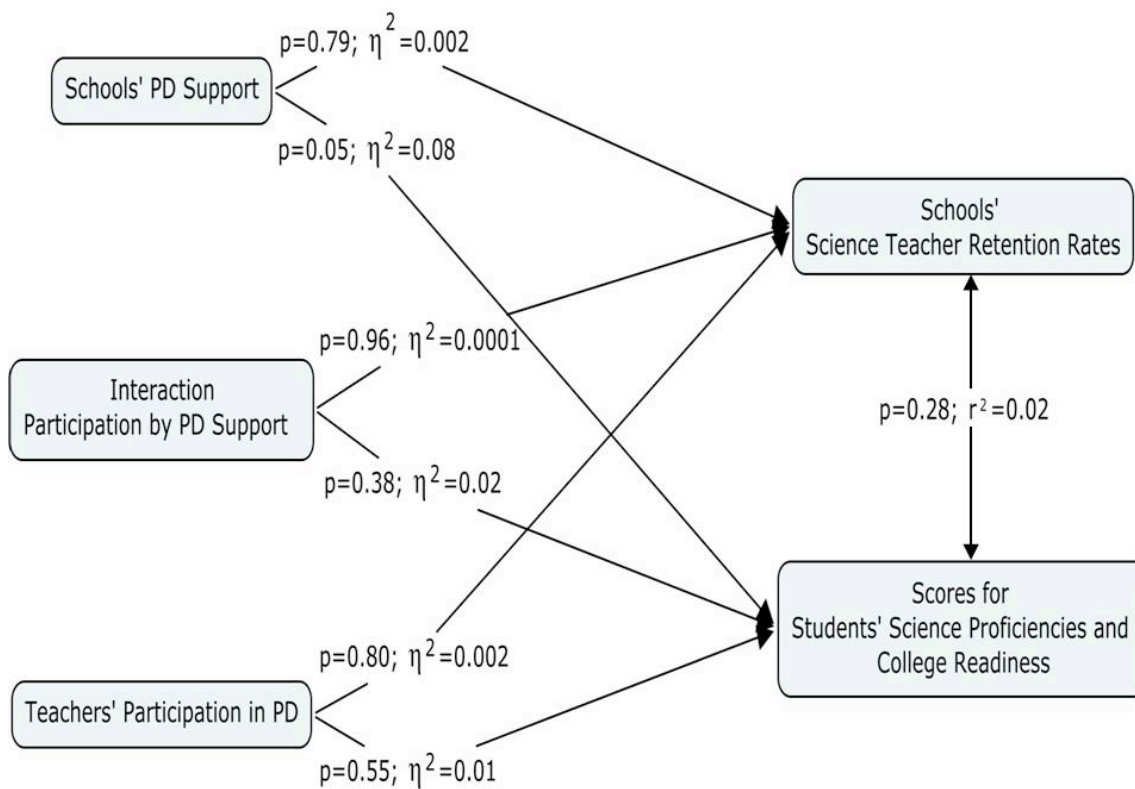 p=0.79; η²=0.002
Schools' PD Support
p=0.05; η²=0.08
Schools'
Science Teacher Retention Rates
p=0.96; η²=0.0001
Interaction
Participation by PD Support
p=0.38; η²=0.02
p=0.28; r²=0.02
Scores for
Students' Science Proficiencies and
College Readiness
p=0.80; η²=0.002
Teachers' Participation in PD
p=0.55; η²=0.01